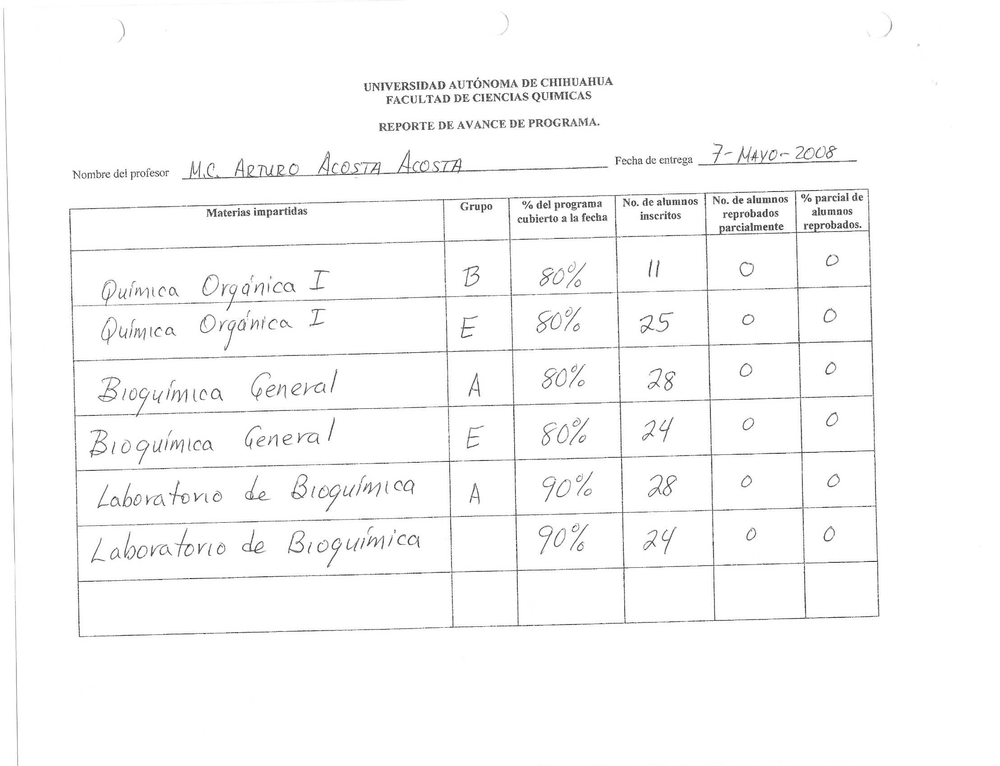 UNIVERSIDAD AUTÓNOMA DE CHIHUAHUA
FACULTAD DE CIENCIAS QUIMICAS
REPORTE DE AVANCE DE PROGRAMA.
Nombre del profesor M.C. ARTURO ACOSTA ACOSTA Fecha de entrega 7-MAYO-2008
Materias impartidas Grupo % del programa cubierto a la fecha No. de alumnos inscritos No. de alumnos reprobados parcialmente % parcial de alumnos reprobados.
Química Orgánica I B 80% 11 0 0
Química Orgánica I E 80% 25 0 0
Bioquímica General A 80% 28 0 0
Bioquímica General E 80% 24 0 0
Laboratorio de Bioquímica A 90% 28 0 0
Laboratorio de Bioquímica 90% 24 0 0